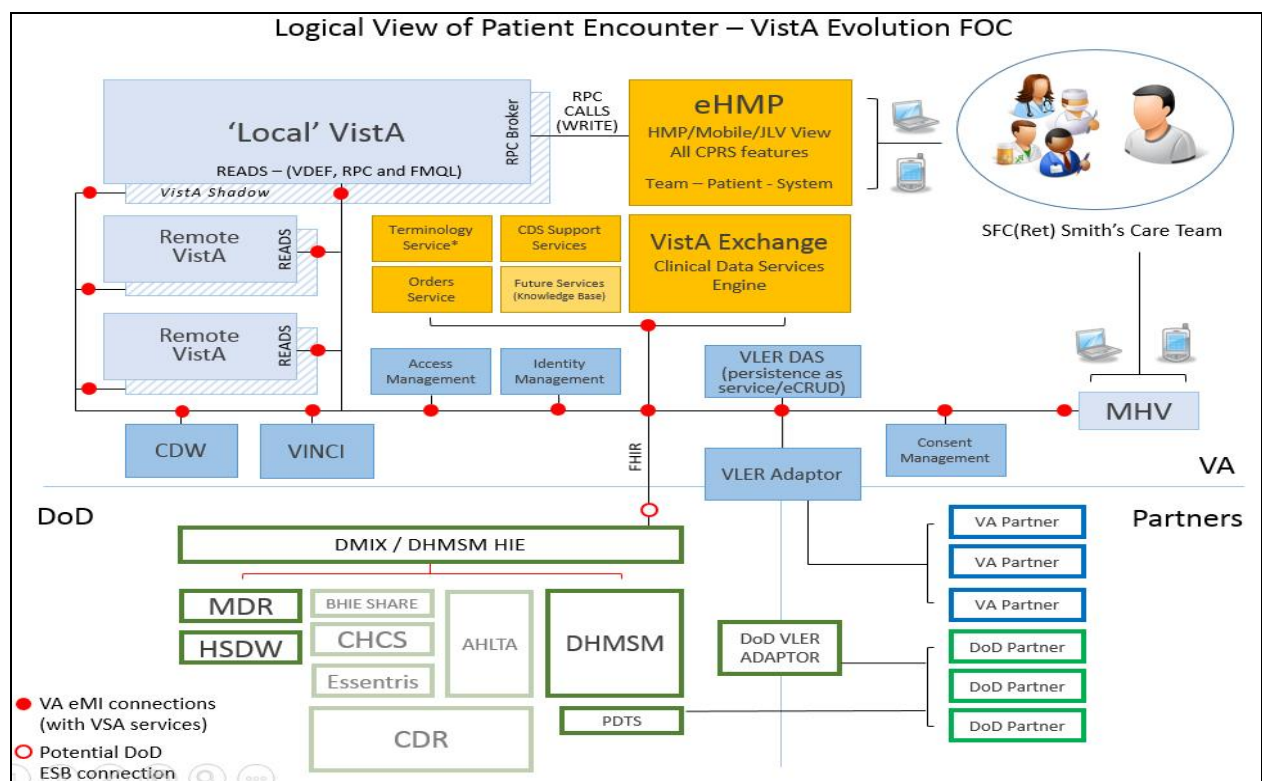 Logical View of Patient Encounter – VistA Evolution FOC
'Local' VistA
READS – (VDEF, RPC and FMQL)
RPC Broker
VistA Shadow
RPC
CALLS
(WRITE)
eHMP
HMP/Mobile/JLV View
All CPRS features
Team – Patient - System
SFC(Ret) Smith's Care Team
Remote
VistA
READS
Remote
VistA
READS
Terminology
Service*
CDS Support
Services
Orders
Service
Future Services
(Knowledge Base)
VistA Exchange
Clinical Data Services
Engine
Access
Management
Identity
Management
VLER DAS
(persistence as
service/eCRUD)
MHV
CDW
VINCI
FHIR
VLER Adaptor
Consent
Management
VA
DoD
Partners
DMIX / DHMSM HIE
MDR
HSDW
BHIE SHARE
CHCS
Essentris
AHLTA
DHMSM
CDR
PDTS
DoD VLER
ADAPTOR
VA Partner
VA Partner
VA Partner
DoD Partner
DoD Partner
DoD Partner
VA eMI connections
(with VSA services)
Potential DoD
ESB connection